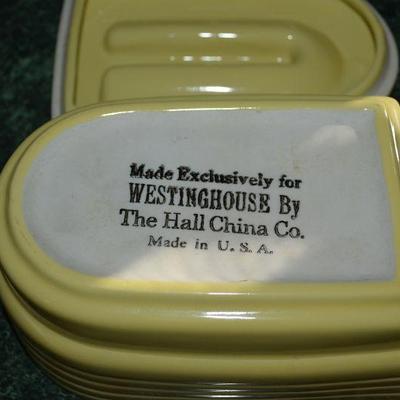 Made Exclusively for
WESTINGHOUSE By
The Hall China Co.
Made in U. S. A.